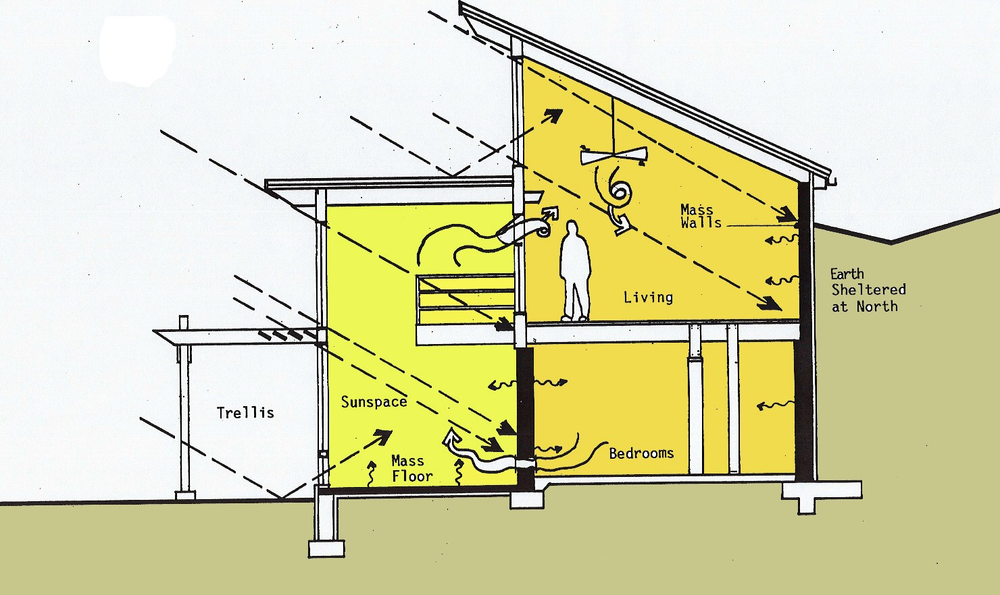 Mass
Walls
Earth
Sheltered
at North
Living
Sunspace
Trellis
Mass
Floor
Bedrooms